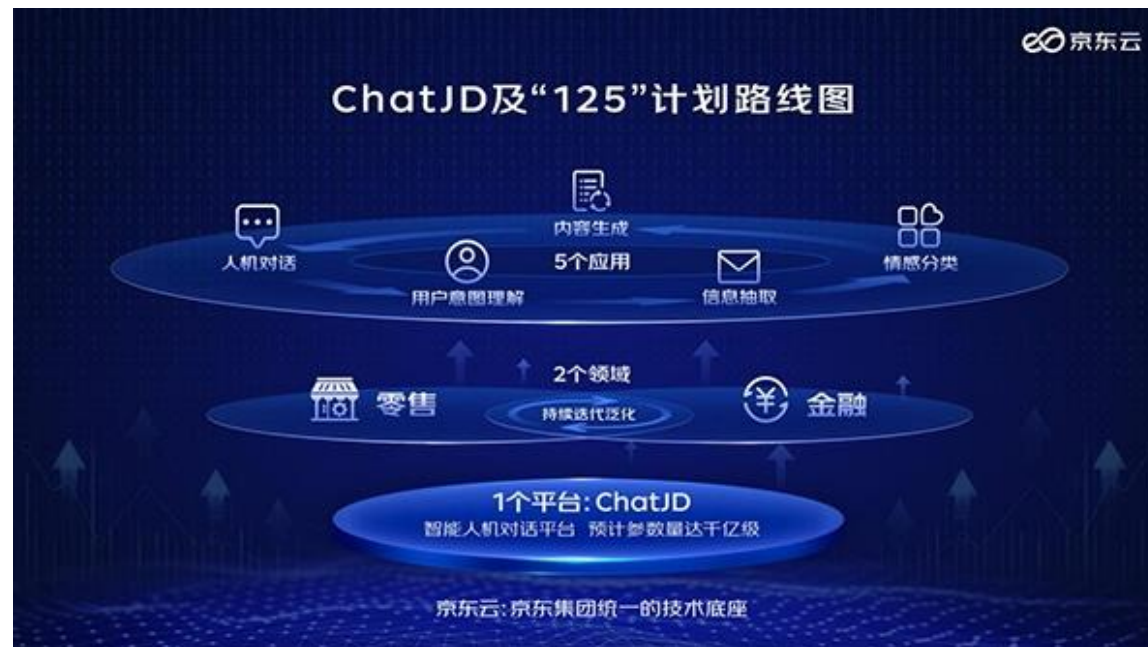 京东云
ChatJD及“125”计划路线图
内容生成
人机对话
5个应用
情感分类
用户意图理解
信息抽取
2个领域
零售
持续迭代泛化
金融
1个平台:ChatJD
智能人机对话平台 预计参数量达千亿级
京东云:京东集团统一的技术底座